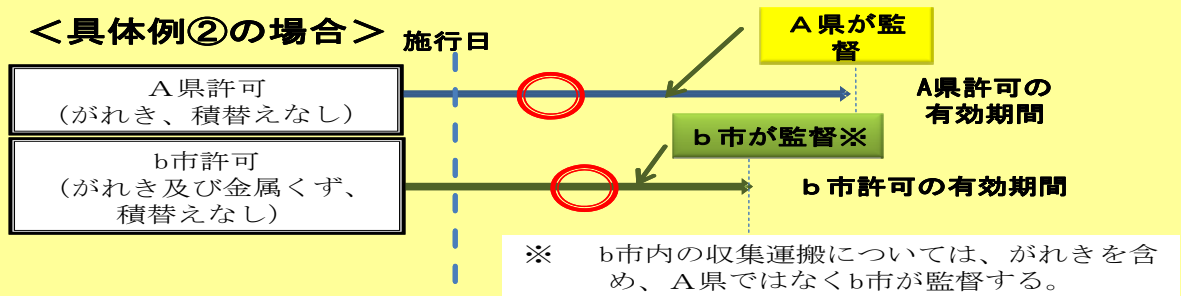 ＜具体例②の場合＞
施行日
A県が監
督
A県許可
（がれき、積替えなし）
A県許可の
有効期間
b市が監督※
b市許可
（がれき及び金属くず、
積替えなし）
b市許可の有効期間
※　b市内の収集運搬については、がれきを含
め、A県ではなくb市が監督する。